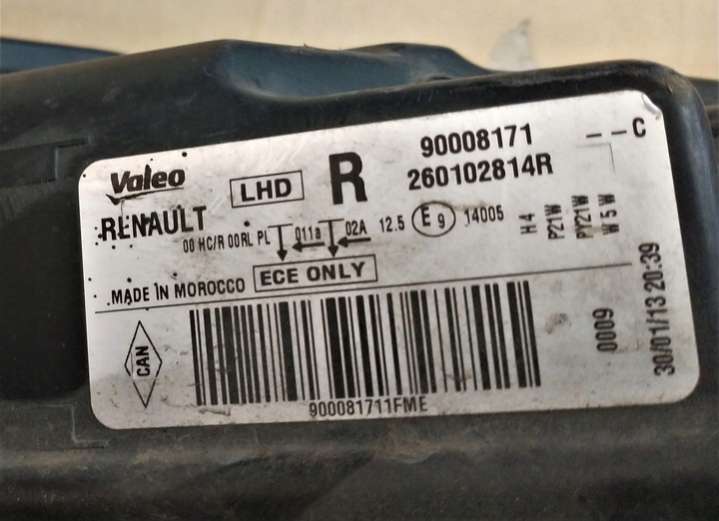 90008171 --C
Valeo LHD R 260102814R
RENAULT
00 HC/R 00RL PL 011a 02A 12.5 E9 14005
H4
P21W
PY21W
W5W
MADE IN MOROCCO ECE ONLY
CAN
0009
30/01/13 20:39
900081711FME